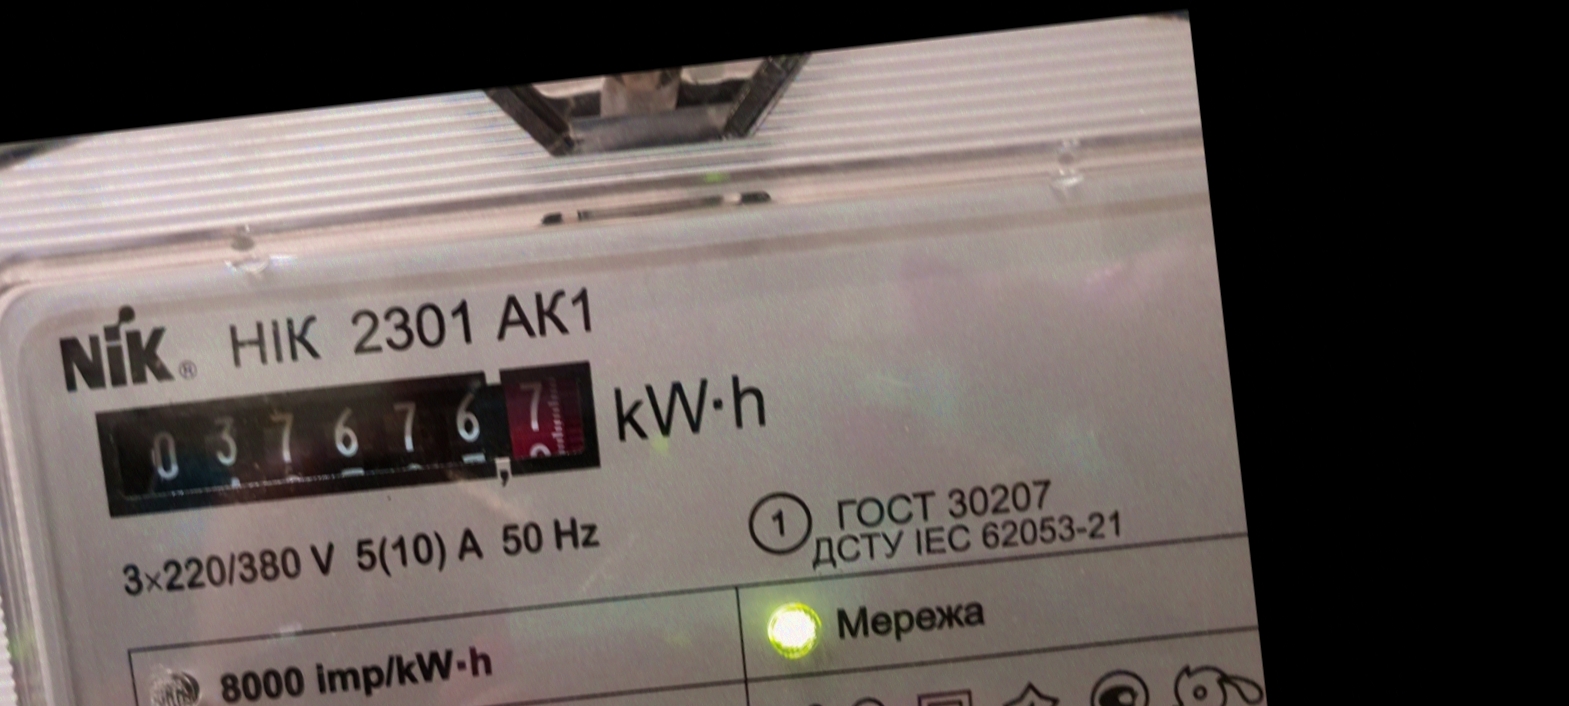 NiK® НІК 2301 АК1
037676,7 kW·h
3×220/380 V 5(10) A 50 Hz
1 ГОСТ 30207
ДСТУ IEC 62053-21
Мережа
8000 imp/kW·h